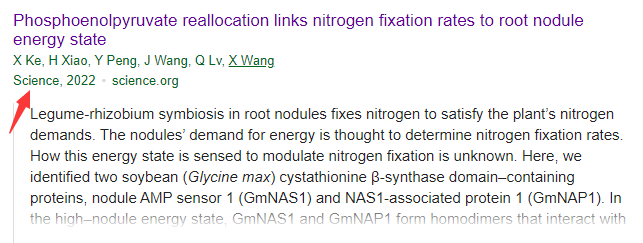 Phosphoenolpyruvate reallocation links nitrogen fixation rates to root nodule
energy state
X Ke, H Xiao, Y Peng, J Wang, Q Lv, X Wang
Science, 2022 • science.org
Legume-rhizobium symbiosis in root nodules fixes nitrogen to satisfy the plant’s nitrogen
demands. The nodules’ demand for energy is thought to determine nitrogen fixation rates.
How this energy state is sensed to modulate nitrogen fixation is unknown. Here, we
identified two soybean (Glycine max) cystathionine β-synthase domain–containing
proteins, nodule AMP sensor 1 (GmNAS1) and NAS1-associated protein 1 (GmNAP1). In
the high–nodule energy state, GmNAS1 and GmNAP1 form homodimers that interact with